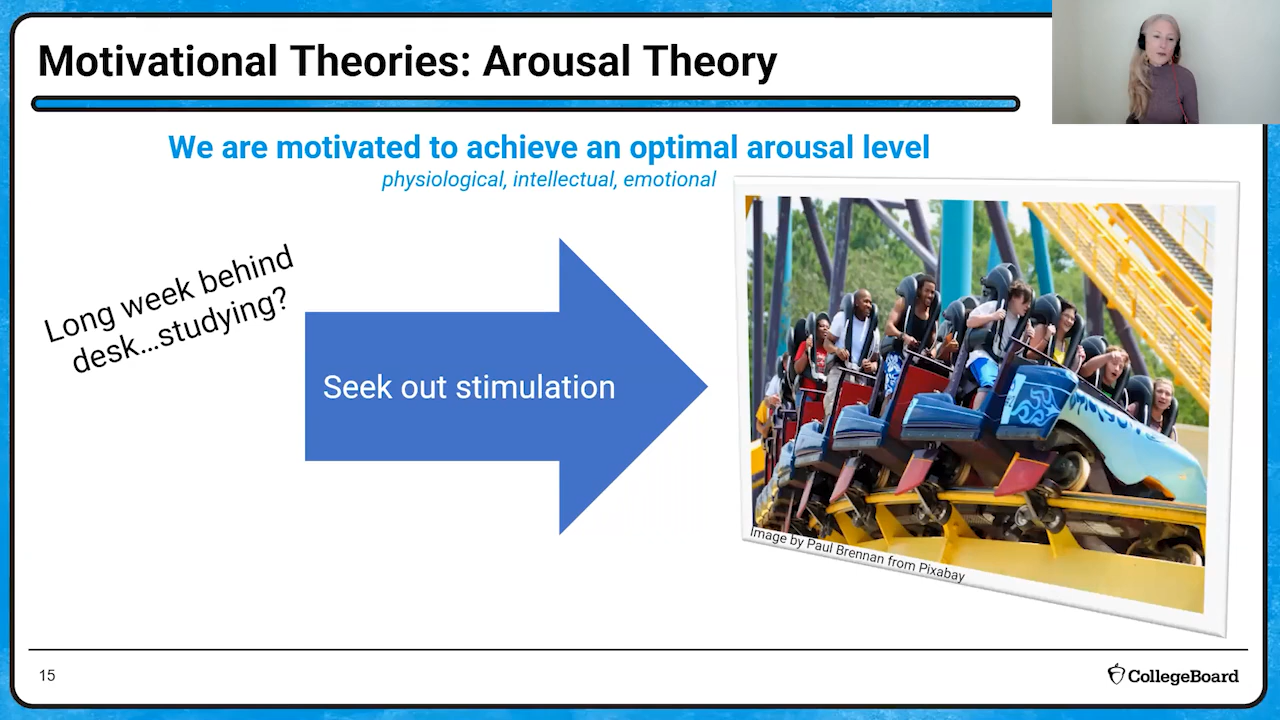 Motivational Theories: Arousal Theory
We are motivated to achieve an optimal arousal level
physiological, intellectual, emotional
Long week behind
desk...studying?
Seek out stimulation
Image by Paul Brennan from Pixabay
15
CollegeBoard